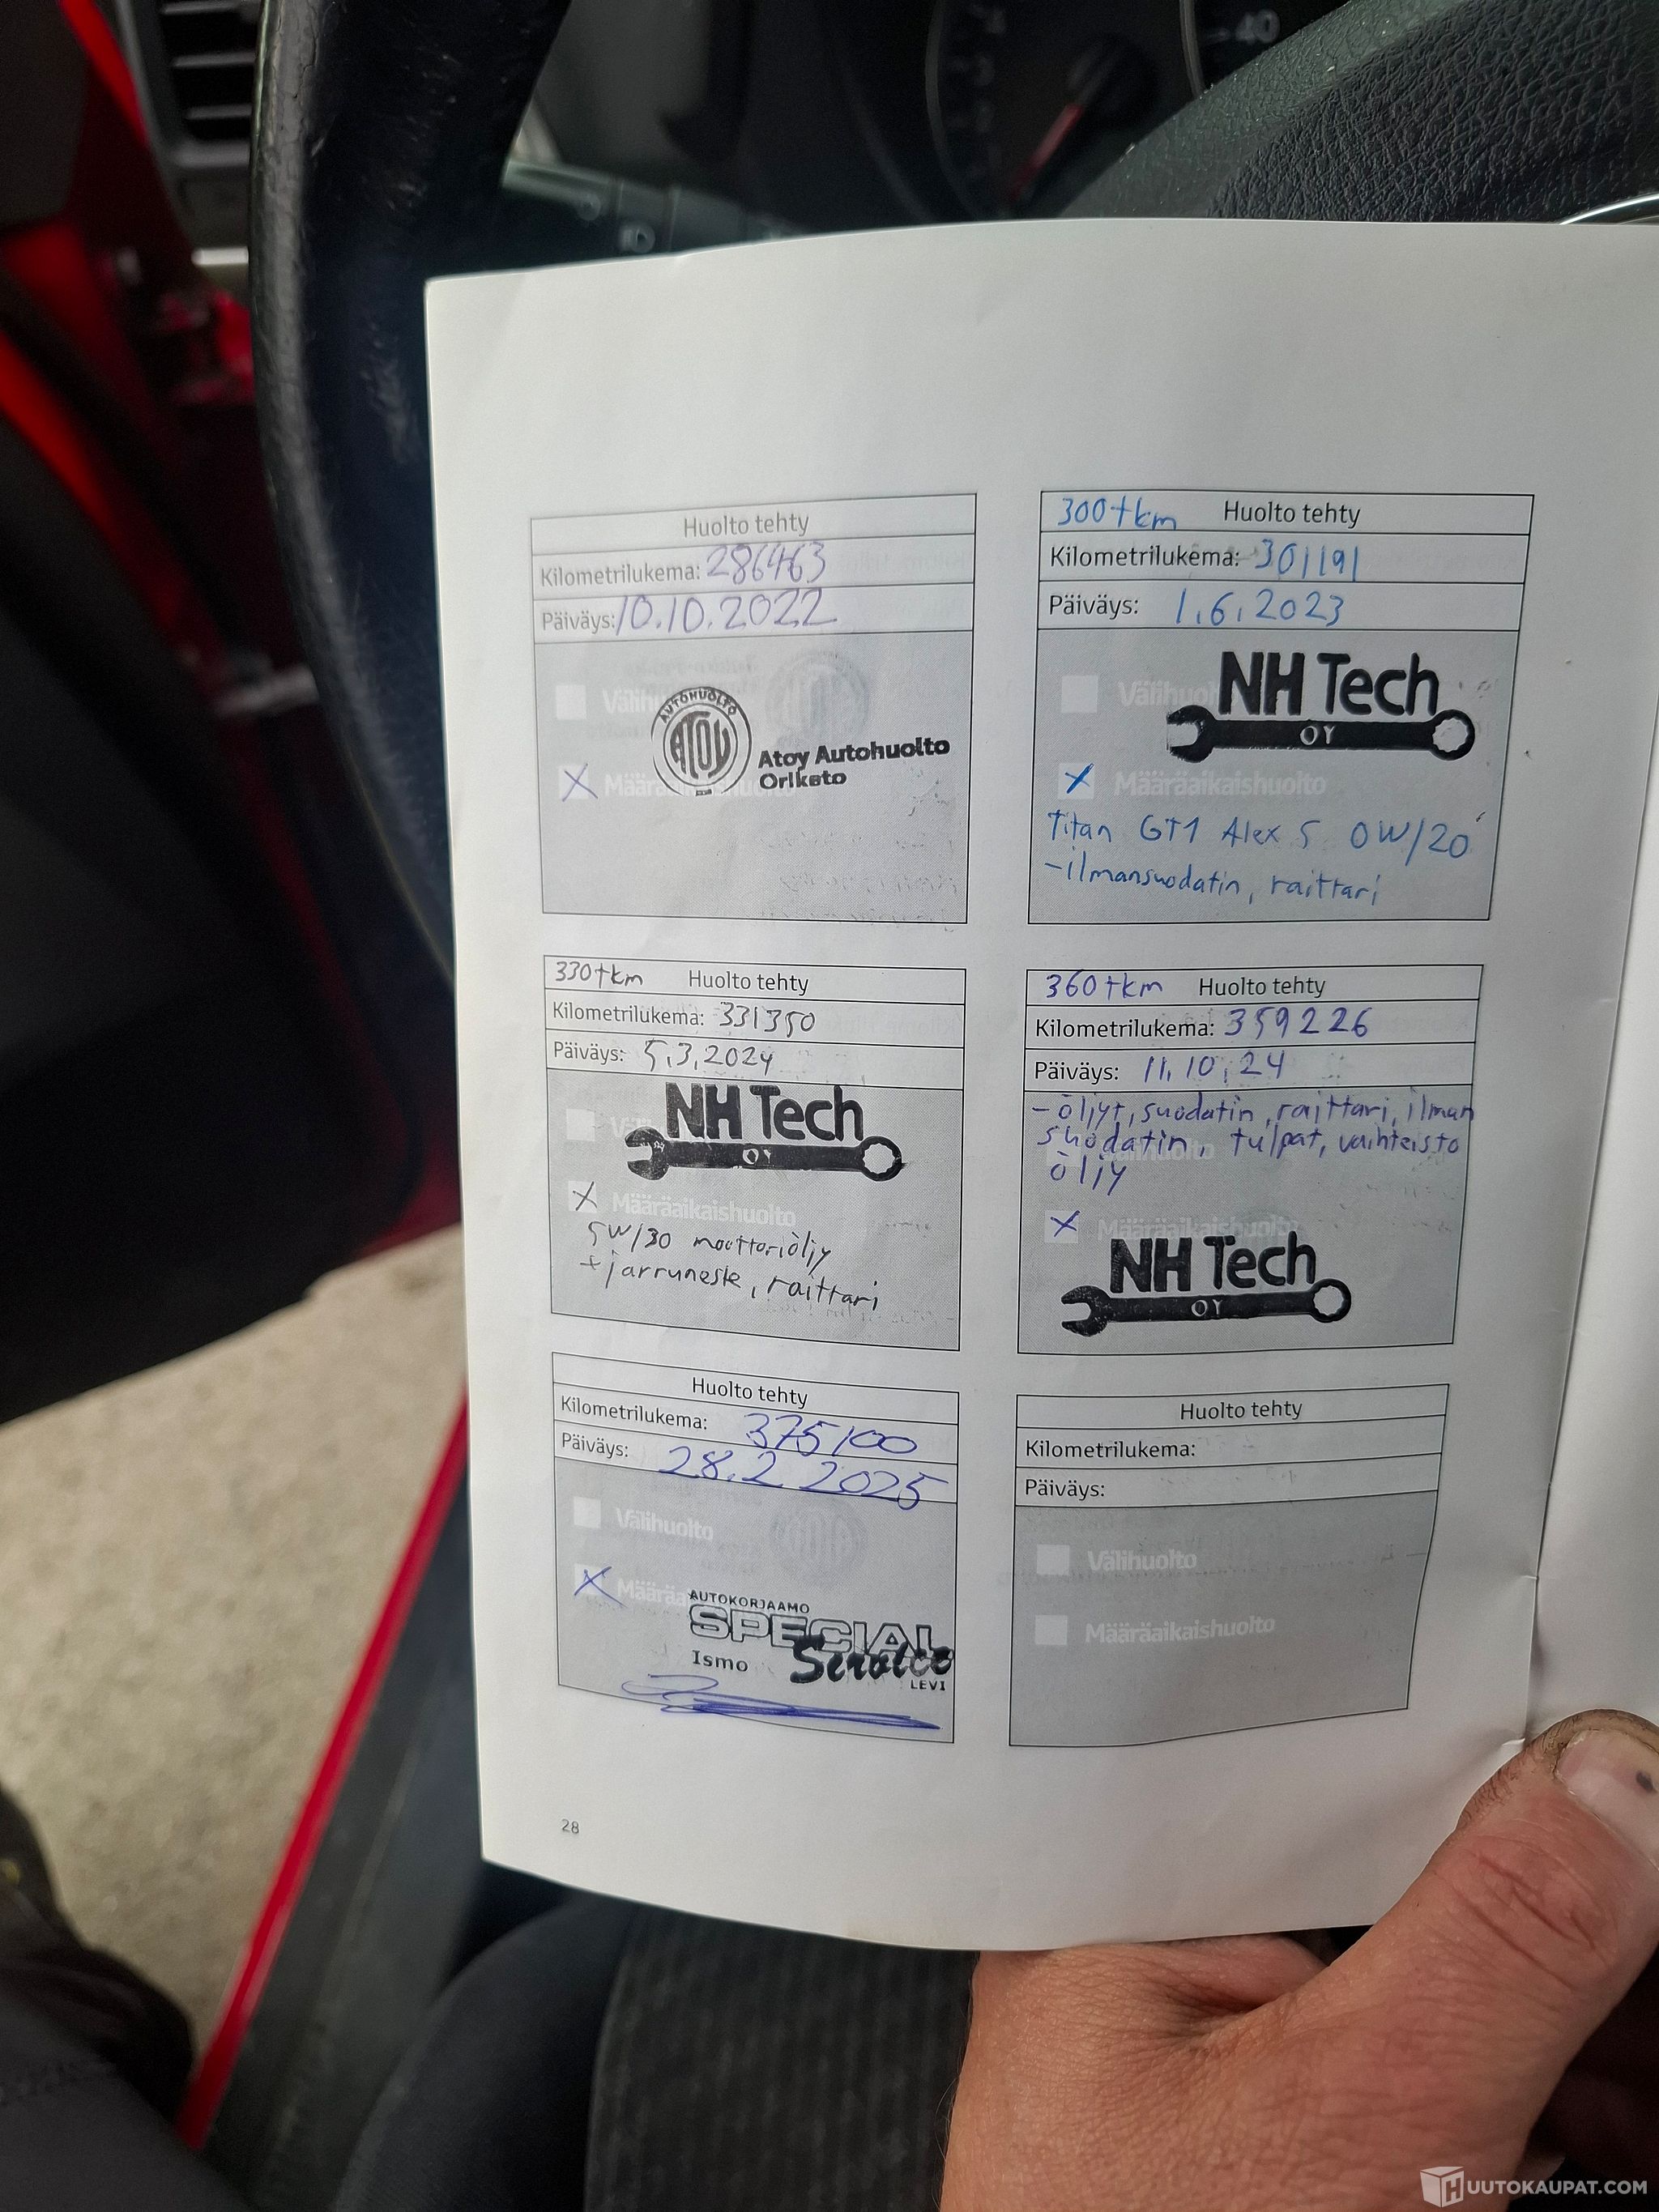 Huolto tehty
Kilometrilukema: 286463
Päiväys: 10.10.2022
Välihuolto
AUTOHUOLTO
ATOY
Atoy Autohuolto
Oriketo
X
300tkm Huolto tehty
Kilometrilukema: 301191
Päiväys: 1.6.2023
Välihuolto
NH Tech
OY
X Määräaikaishuolto
Titan GT1 Alex 5 0W/20
-ilmansuodatin, raittari
330tkm Huolto tehty
Kilometrilukema: 331350
Päiväys: 5.3.2024
NH Tech
OY
X Määräaikaishuolto
5W/30 moottoriöljy
+jarruneste, raittari
360tkm Huolto tehty
Kilometrilukema: 359226
Päiväys: 11.10.24
-öljyt, suodatin, raittari, ilman
suodatin, tulpat, vaihteisto
öljy
X Määräaikaishuolto
NH Tech
OY
Huolto tehty
Kilometrilukema: 375100
Päiväys: 28.2.2025
Välihuolto
X
AUTOKORJAAMO
SPECIAL
Ismo Service
LEVI
Huolto tehty
Kilometrilukema:
Päiväys:
Välihuolto
Määräaikaishuolto
28
HUUTOKAUPAT.COM